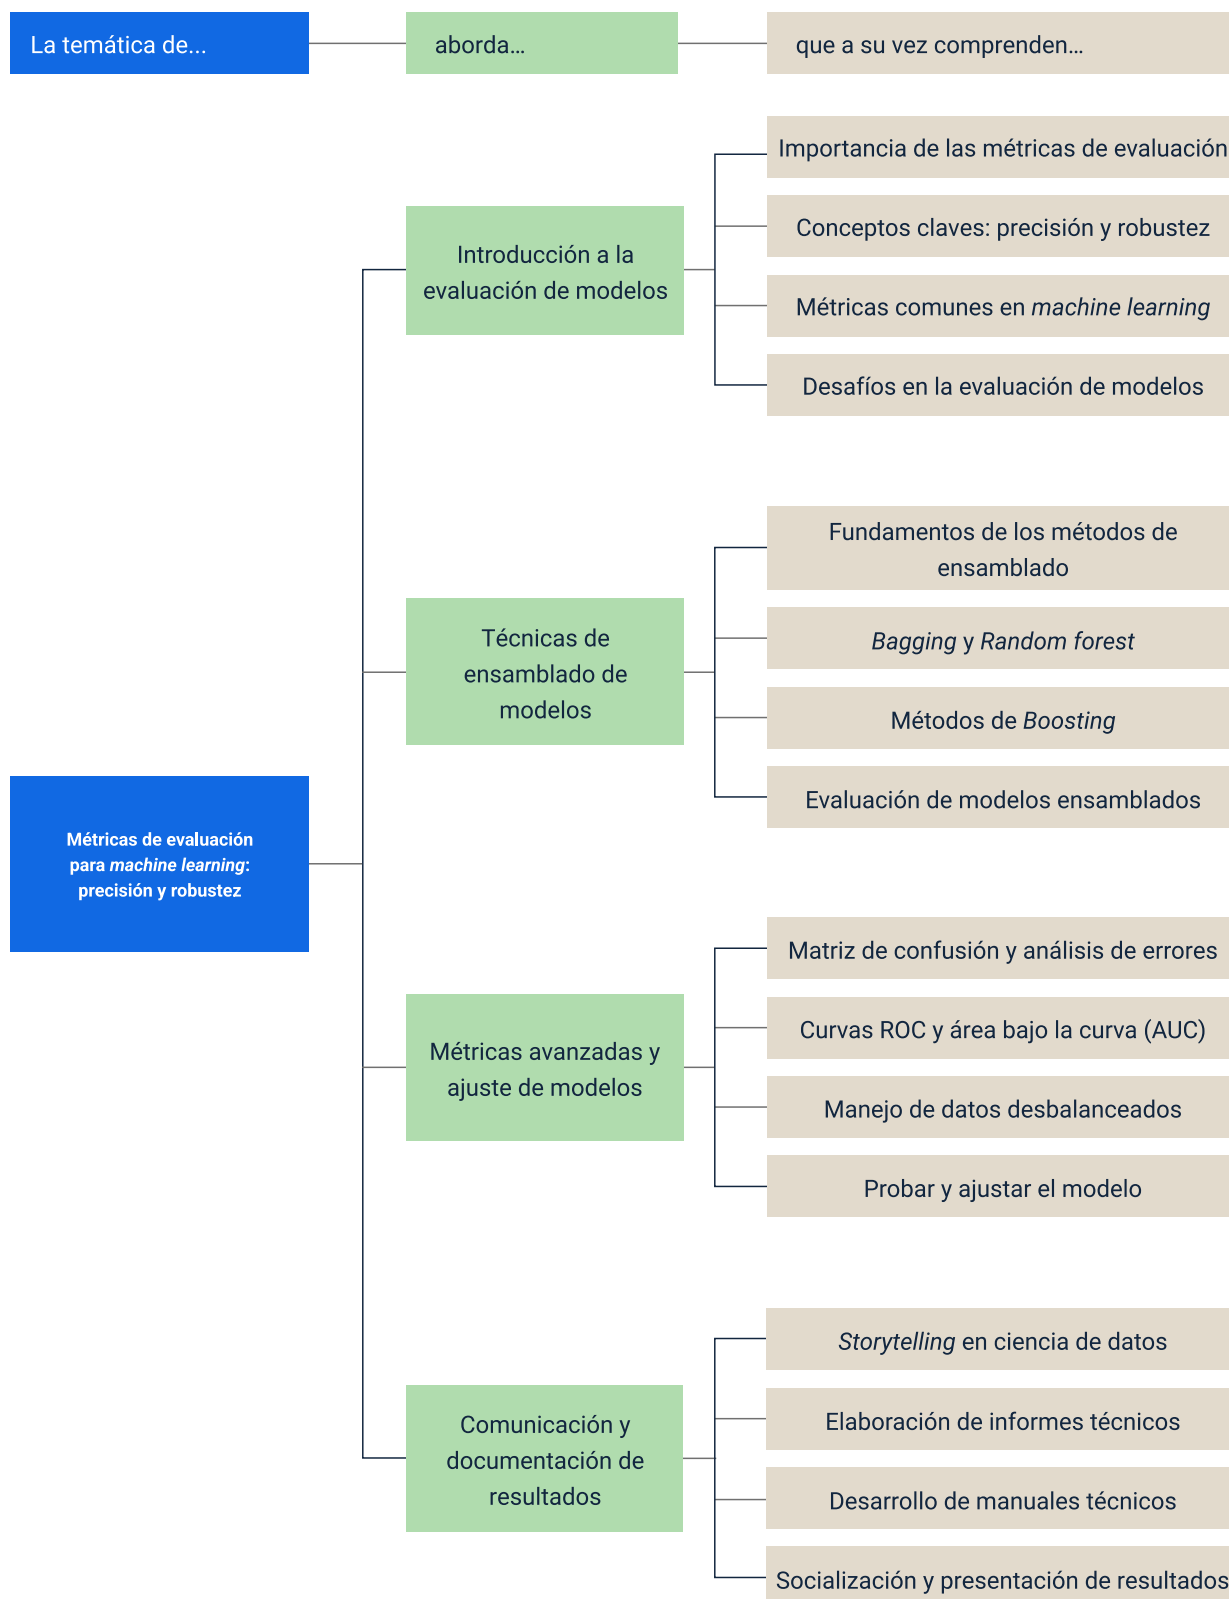 La temática de...
aborda...
que a su vez comprenden...
Importancia de las métricas de evaluación
Introducción a la
evaluación de modelos
Conceptos claves: precisión y robustez
Métricas comunes en machine learning
Desafíos en la evaluación de modelos
Fundamentos de los métodos de
ensamblado
Técnicas de
ensamblado de
modelos
Bagging y Random forest
Métodos de Boosting
Evaluación de modelos ensamblados
Métricas de evaluación
para machine learning:
precisión y robustez
Matriz de confusión y análisis de errores
Métricas avanzadas y
ajuste de modelos
Curvas ROC y área bajo la curva (AUC)
Manejo de datos desbalanceados
Probar y ajustar el modelo
Storytelling en ciencia de datos
Comunicación y
documentación de
resultados
Elaboración de informes técnicos
Desarrollo de manuales técnicos
Socialización y presentación de resultados